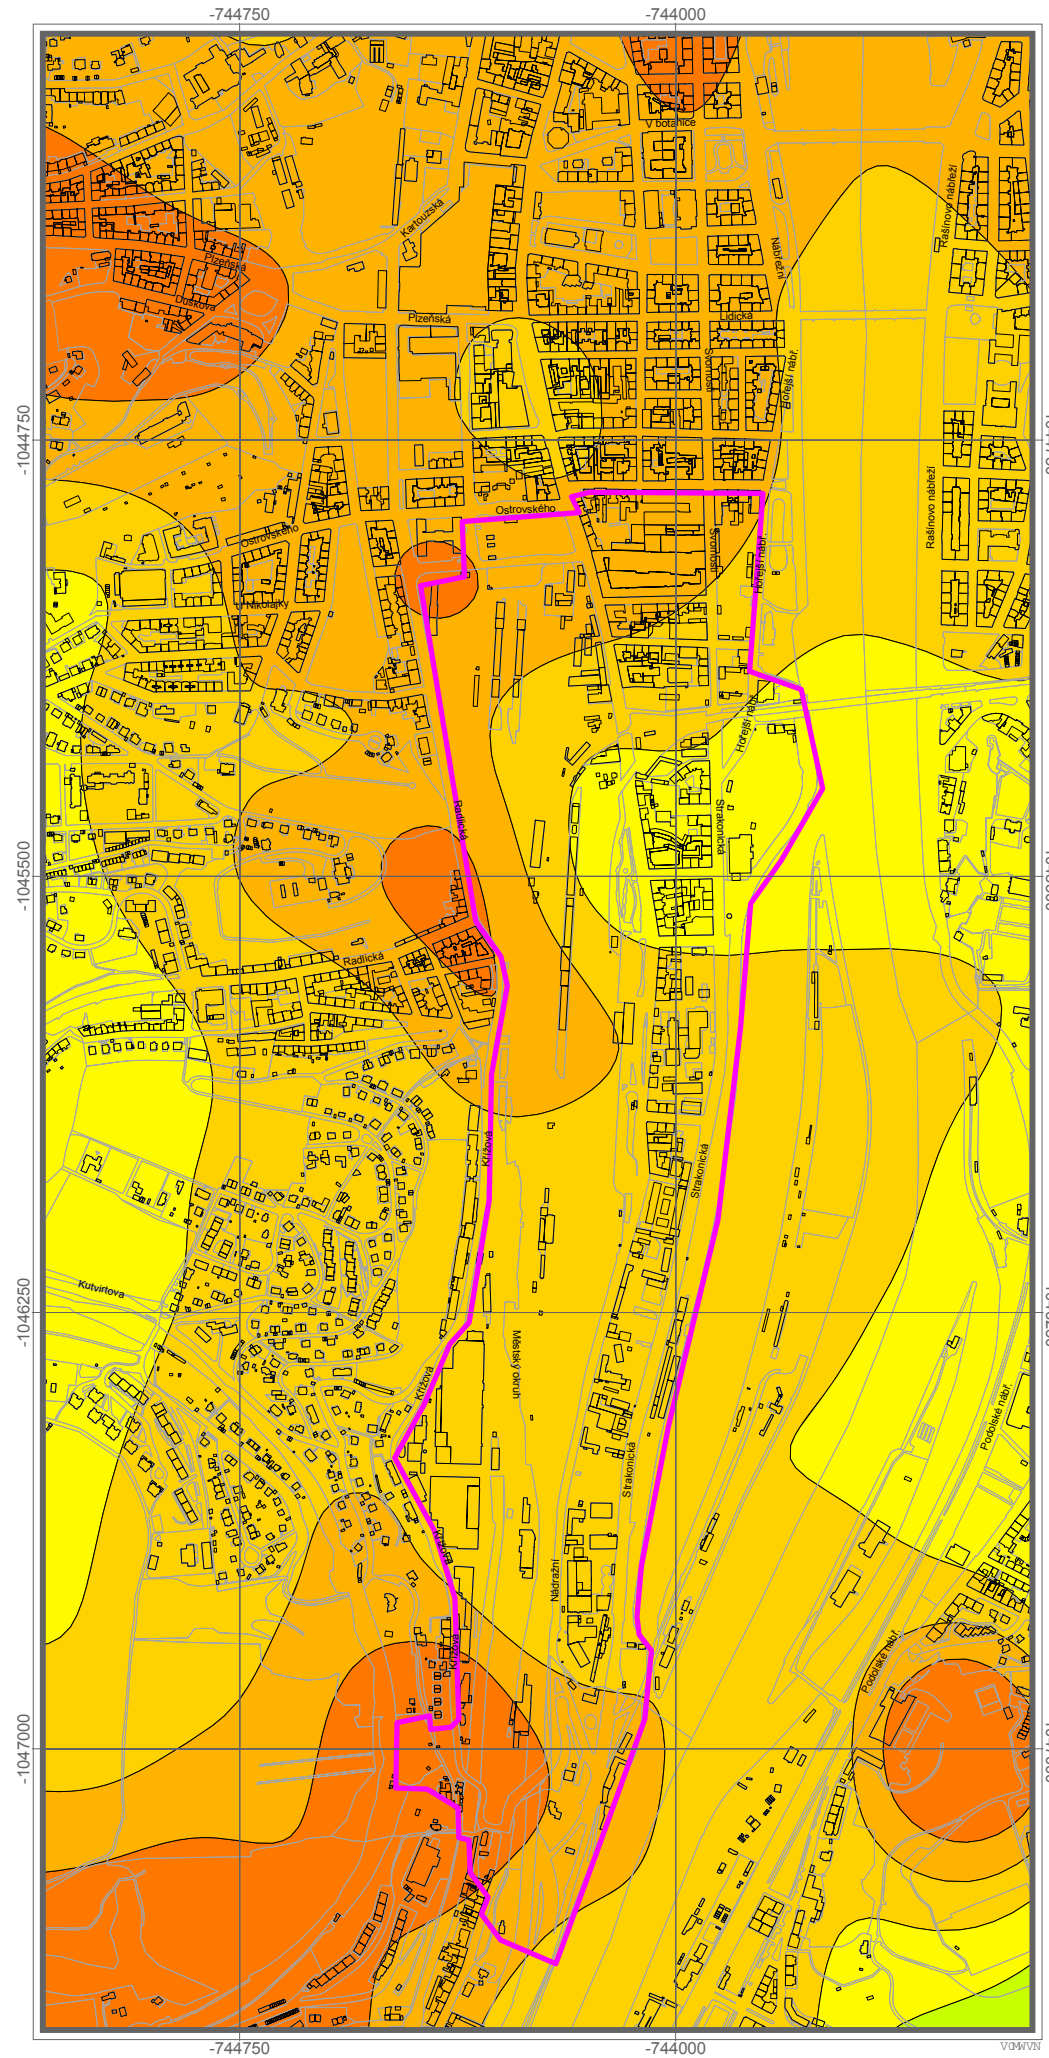 -744750
-744000
V botanice
Rašínovo nábřeží
Kartouzská
Nábřežní
Plzeňská
Duškova
Plzeňská
Lidická
Svornosti
Hořejší nábř.
-1044750
Rašínovo nábřeží
Ostrovského
Ostrovského
Svornosti
Hořejší nábř.
U Nikolajky
Hořejší nábř.
Radlická
Strakonická
-1045500
Radlická
Křížová
Strakonická
Kutvirtova
-1046250
Městský okruh
Křížová
Podolské nábř.
Strakonická
Křížová
Nádražní
Křížová
Podolské nábř.
-1047000
-744750
-744000